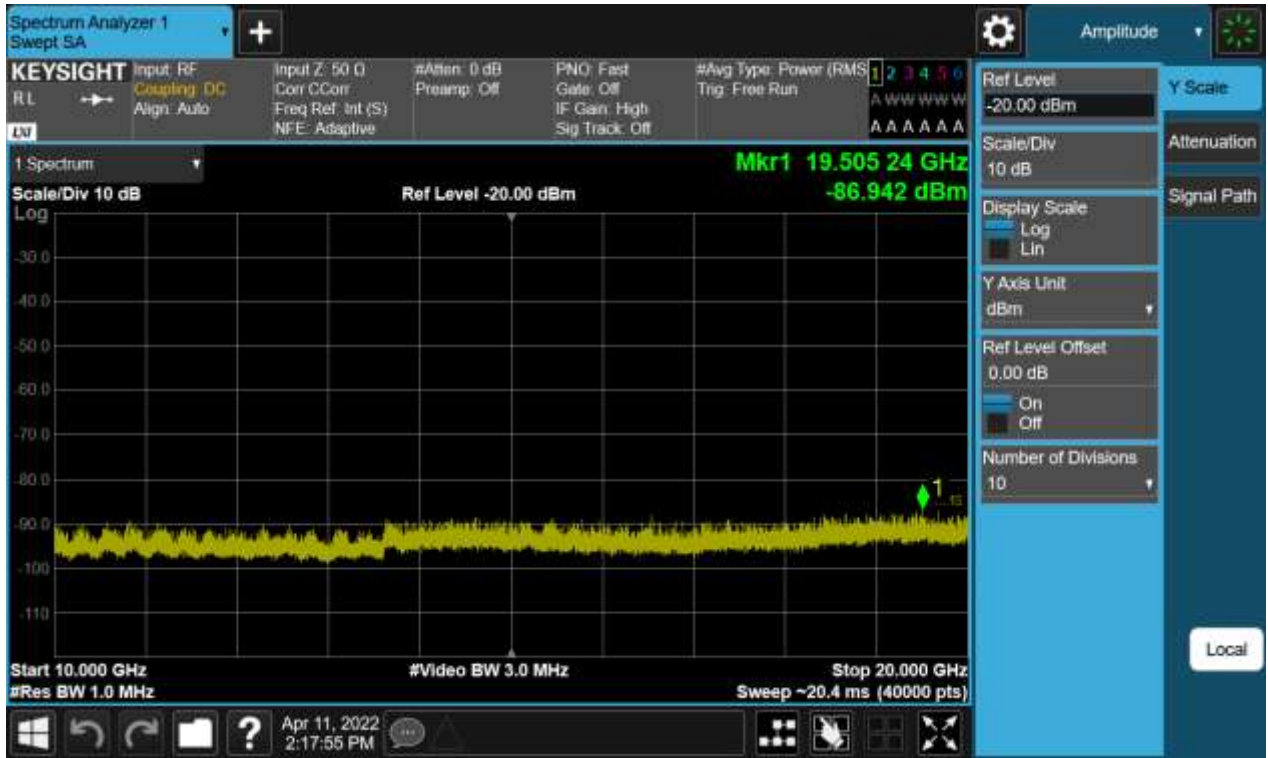 Spectrum Analyzer 1
Swept SA
+
Amplitude
KEYSIGHT
RL
LXI
Input: RF
Coupling: DC
Align: Auto
Input Z: 50 Ω
Corr CCorr
Freq Ref: Int (S)
NFE: Adaptive
#Atten: 0 dB
Preamp: Off
PNO: Fast
Gate: Off
IF Gain: High
Sig Track: Off
#Avg Type: Power (RMS
Trig: Free Run
1 2 3 4 5 6
A W W W W W
A A A A A A
1 Spectrum
Scale/Div 10 dB
Ref Level -20.00 dBm
Mkr1 19.505 24 GHz
-86.942 dBm
Log
-30.0
-40.0
-50.0
-60.0
-70.0
-80.0
-90.0
-100
-110
1
Start 10.000 GHz
#Video BW 3.0 MHz
Stop 20.000 GHz
#Res BW 1.0 MHz
Sweep ~20.4 ms (40000 pts)
Ref Level
-20.00 dBm
Scale/Div
10 dB
Display Scale
Log
Lin
Y Axis Unit
dBm
Ref Level Offset
0.00 dB
On
Off
Number of Divisions
10
Y Scale
Attenuation
Signal Path
Local
?
Apr 11, 2022
2:17:55 PM